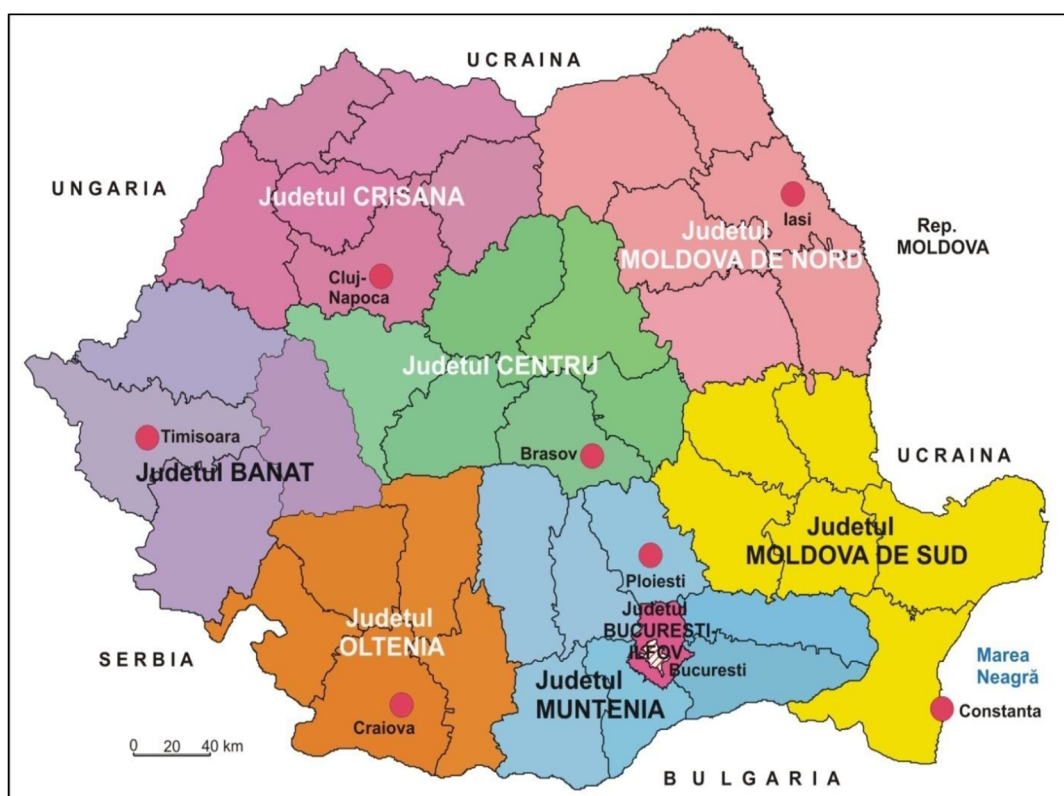 UCRAINA
UNGARIA
Judetul CRISANA
Iasi
Rep.
MOLDOVA
Judetul
MOLDOVA DE NORD
Cluj-
Napoca
Judetul CENTRU
Timisoara
Judetul BANAT
Brasov
UCRAINA
Judetul
MOLDOVA DE SUD
Ploiesti
Judetul
BUCURESTI-
ILFOV
Bucuresti
Judetul
OLTENIA
SERBIA
Marea
Neagră
Judetul
MUNTENIA
Craiova
Constanta
0 20 40 km
BULGARIA